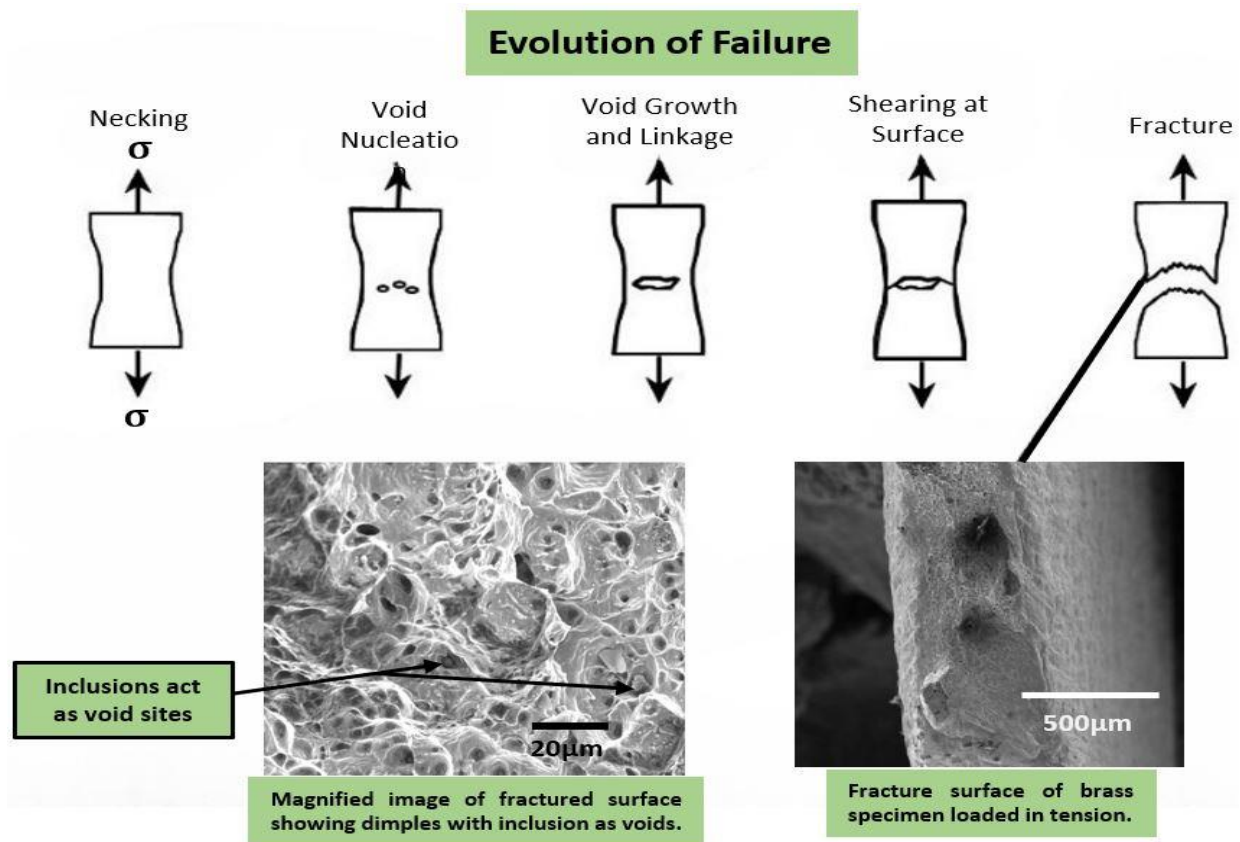 Evolution of Failure
Necking
σ
σ
Void
Nucleatio
n
Void Growth
and Linkage
Shearing at
Surface
Fracture
Inclusions act
as void sites
20μm
500μm
Magnified image of fractured surface
showing dimples with inclusion as voids.
Fracture surface of brass
specimen loaded in tension.